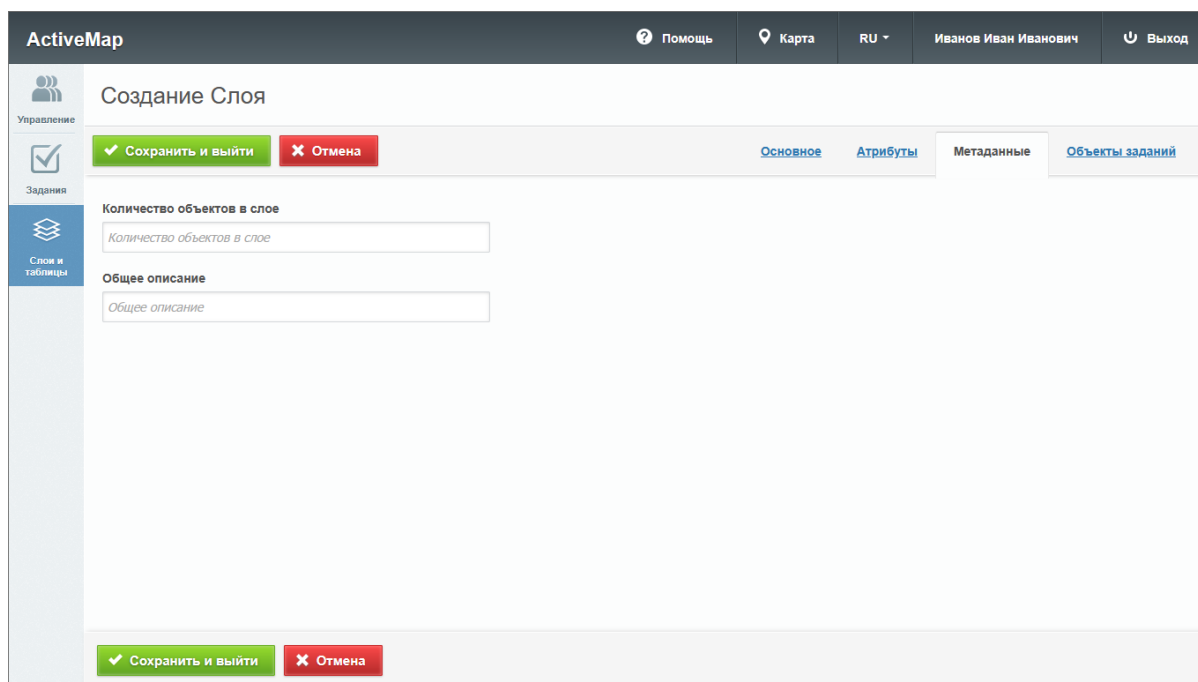 ActiveMap
Помощь
Карта
RU
Иванов Иван Иванович
Выход
Управление
Задания
Слои и
таблицы
Создание Слоя
Сохранить и выйти
Отмена
Основное
Атрибуты
Метаданные
Объекты заданий
Количество объектов в слое
Количество объектов в слое
Общее описание
Общее описание
Сохранить и выйти
Отмена